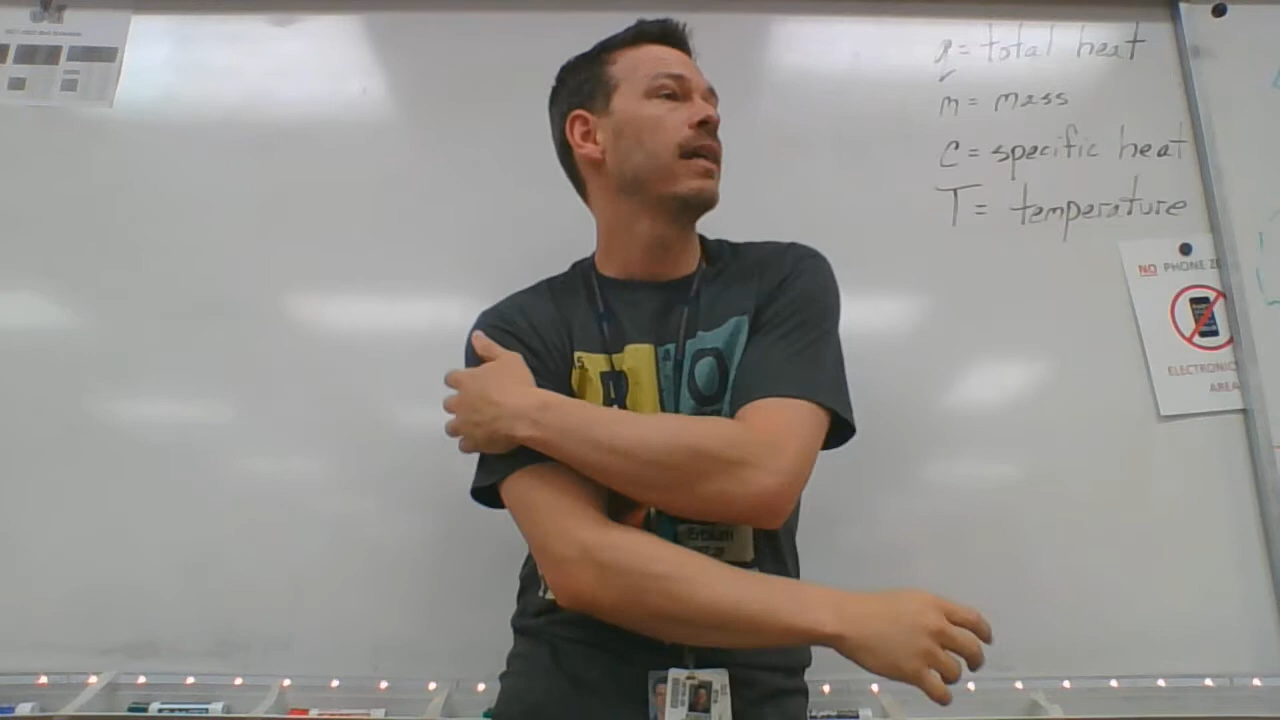 q = total heat
m = mass
C = specific heat
T = temperature
NO PHONE
ELECTRONIC
AREA